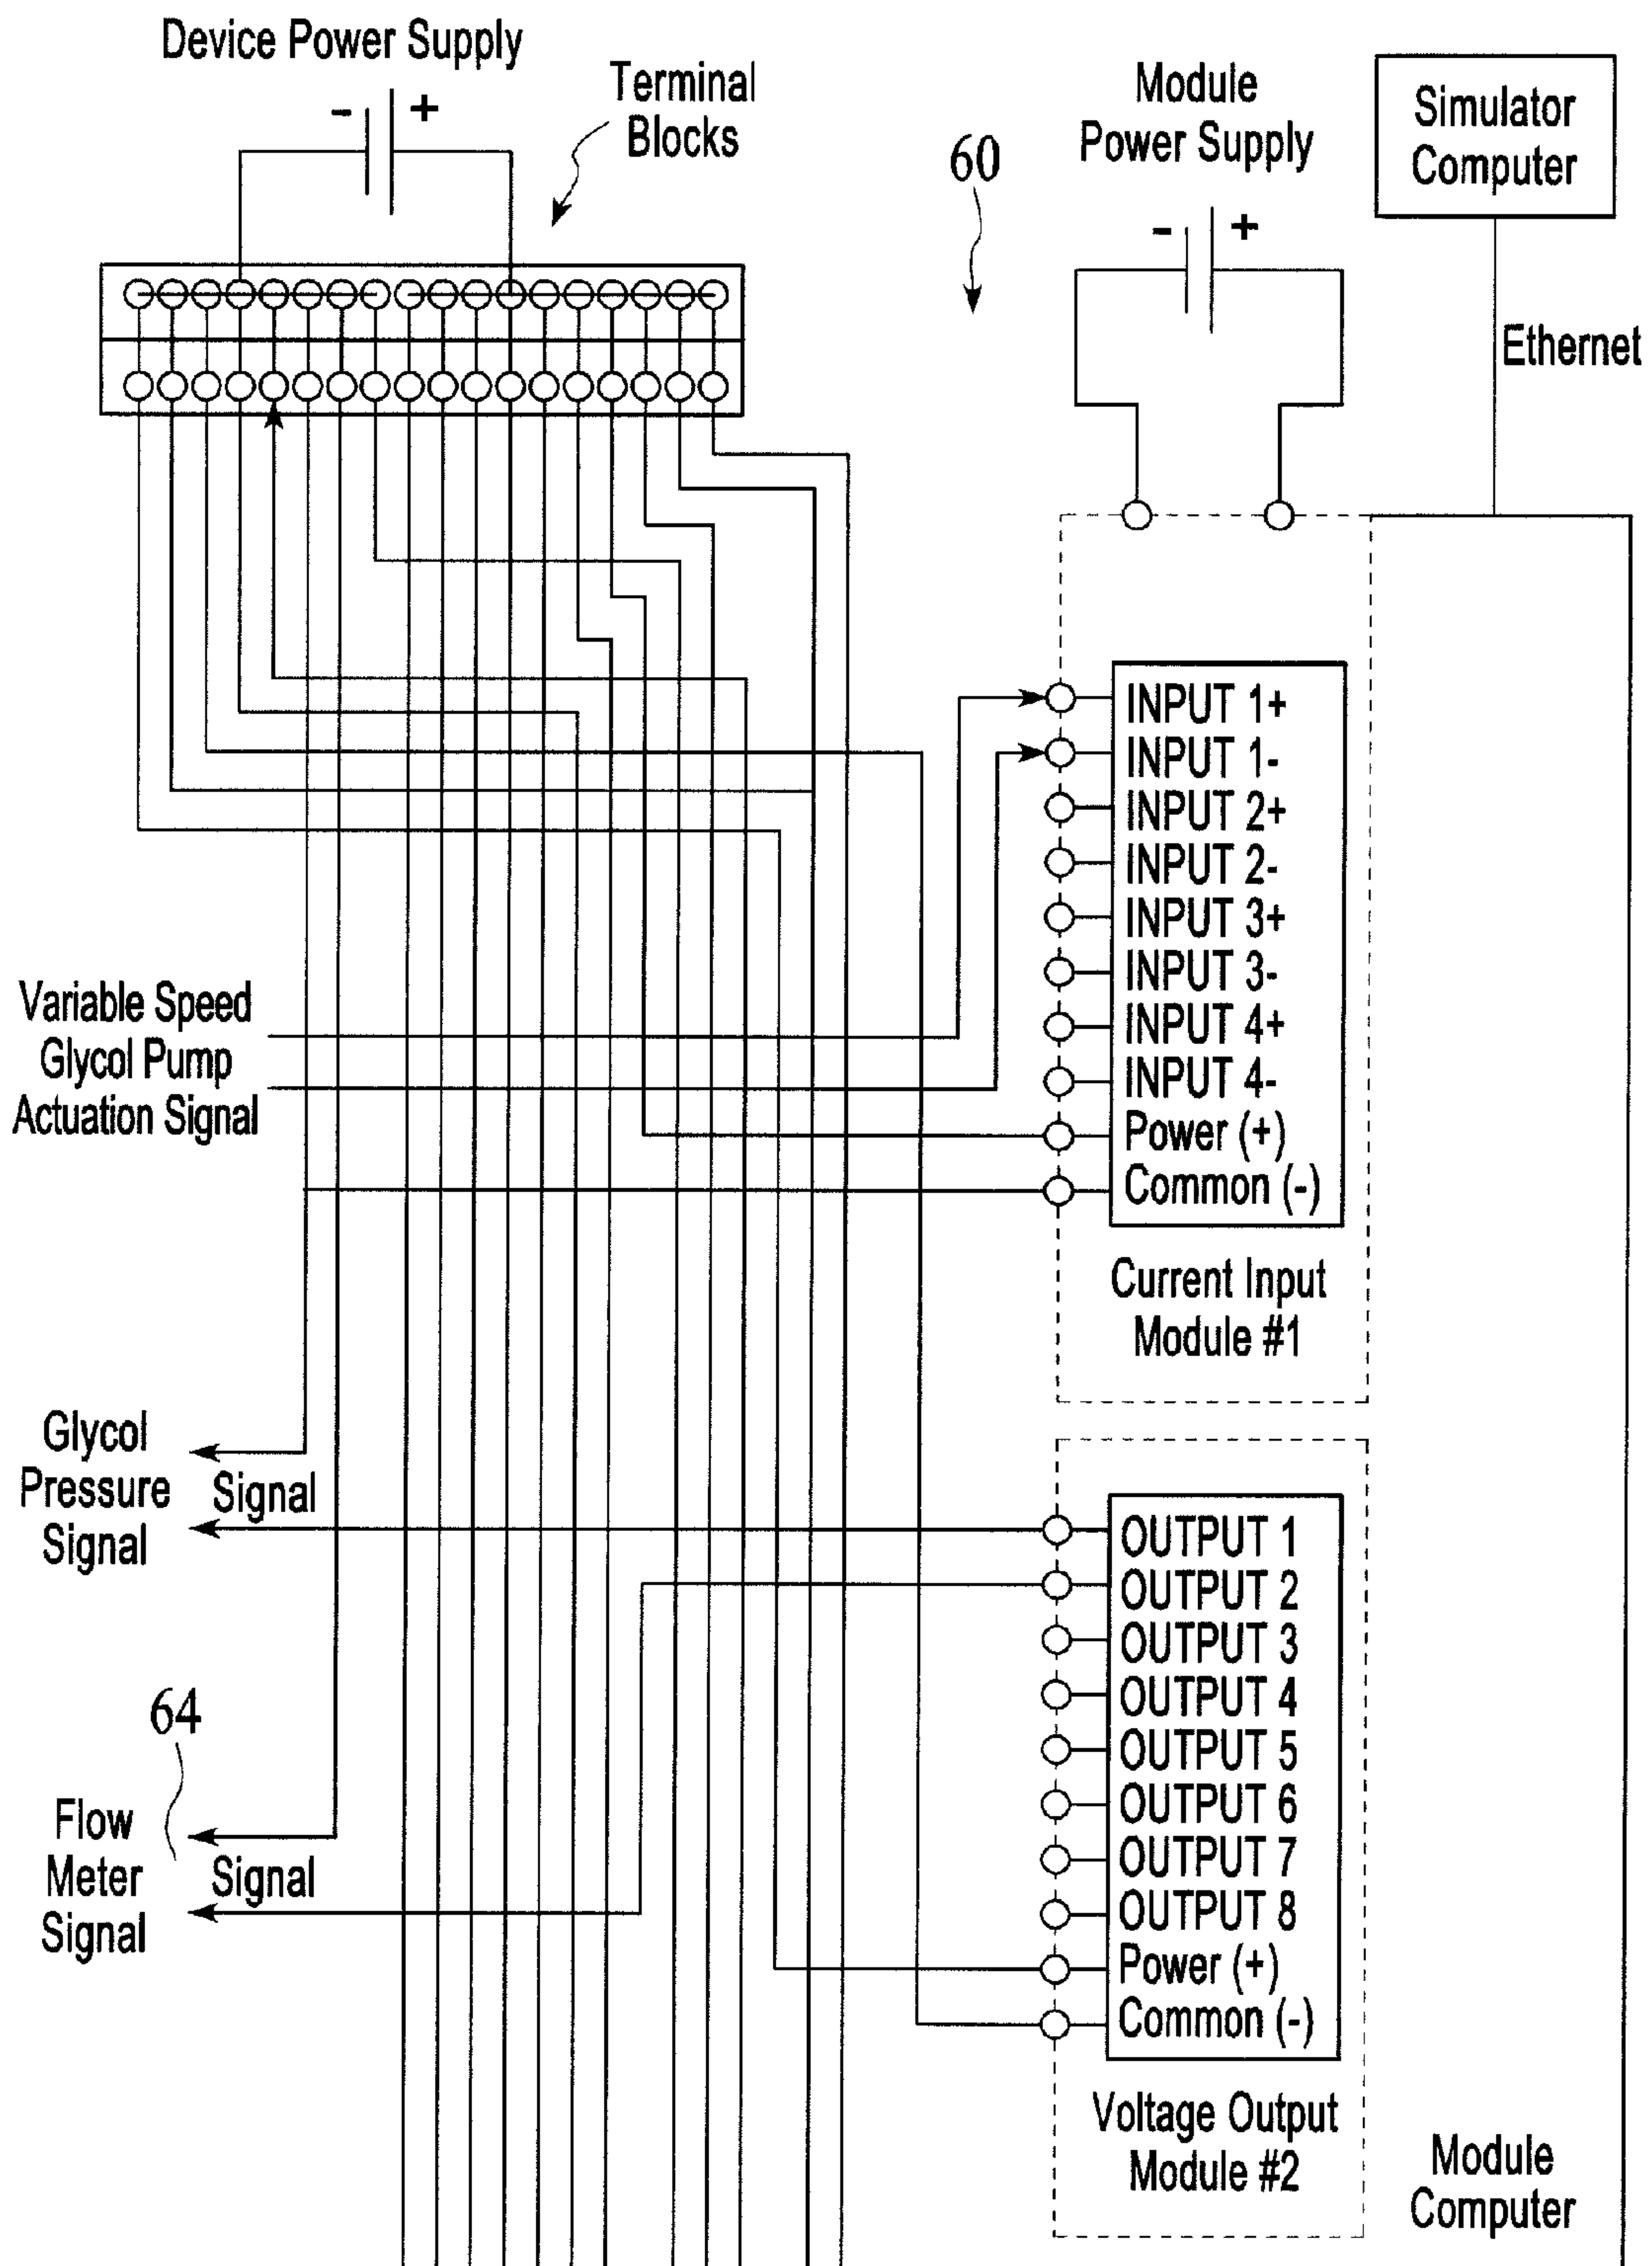 Device Power Supply
- +
Terminal
Blocks
60
Module
Power Supply
- +
Simulator
Computer
Ethernet
INPUT 1+
INPUT 1-
INPUT 2+
INPUT 2-
INPUT 3+
INPUT 3-
INPUT 4+
INPUT 4-
Power (+)
Common (-)
Current Input
Module #1
Variable Speed
Glycol Pump
Actuation Signal
Glycol
Pressure
Signal
Signal
OUTPUT 1
OUTPUT 2
OUTPUT 3
OUTPUT 4
OUTPUT 5
OUTPUT 6
OUTPUT 7
OUTPUT 8
Power (+)
Common (-)
Voltage Output
Module #2
64
Flow
Meter
Signal
Signal
Module
Computer